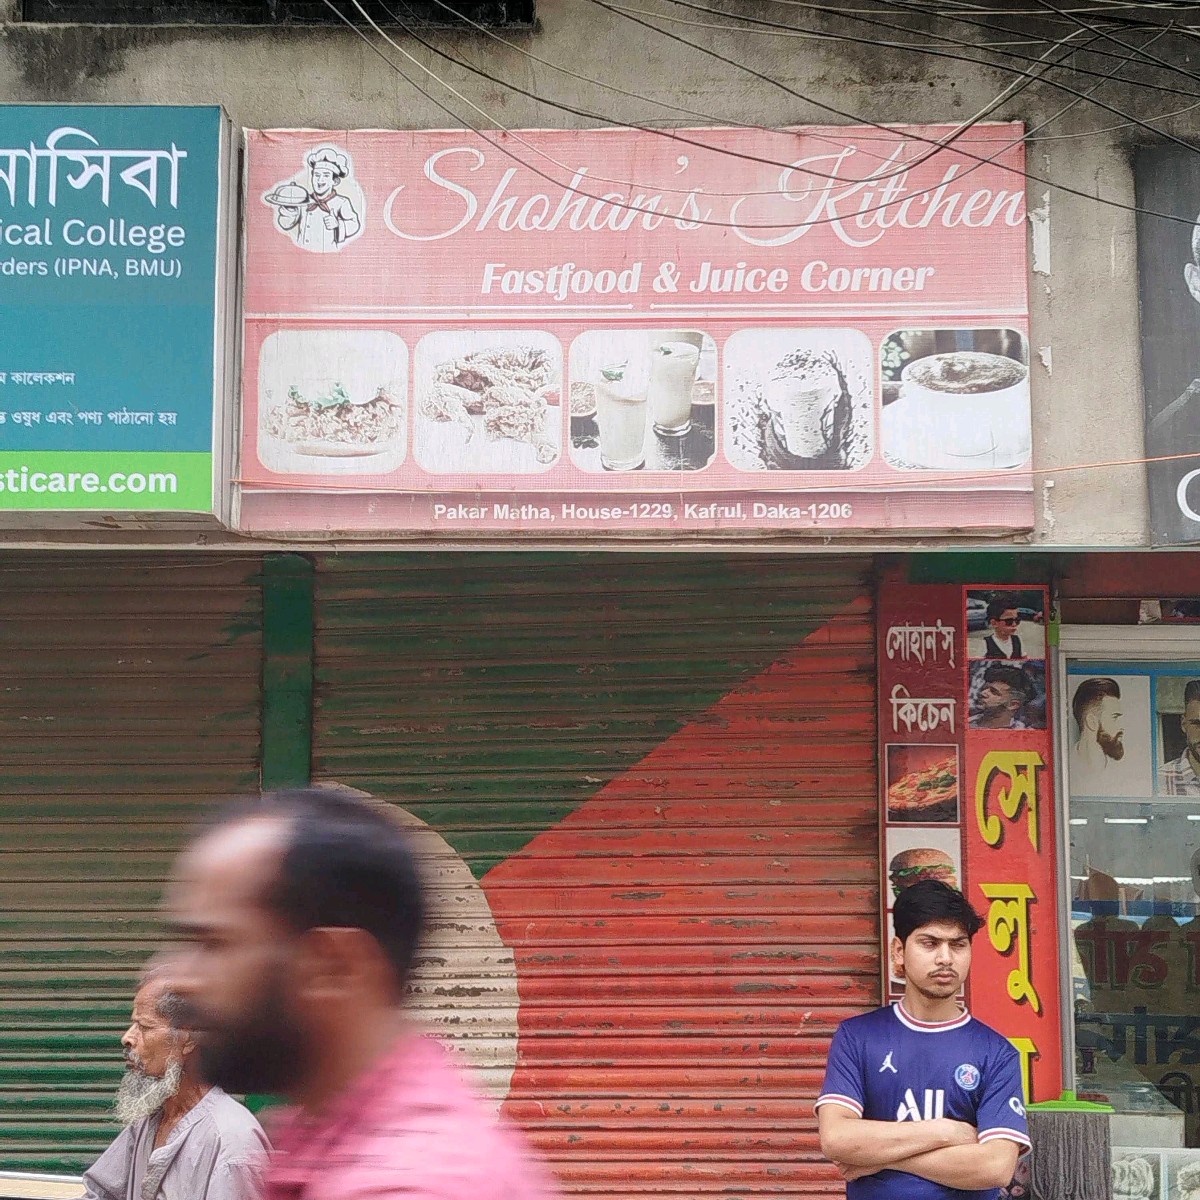 ical College
rders (IPNA, BMU)
কালেকশন
ওষুধ এবং পণ্য পাঠানো হয়
sticare.com
Shohan's Kitchen
Fastfood & Juice Corner
Pakar Matha, House-1229, Kafrul, Daka-1206
সোহান'স্
কিচেন
সেলু
ALL